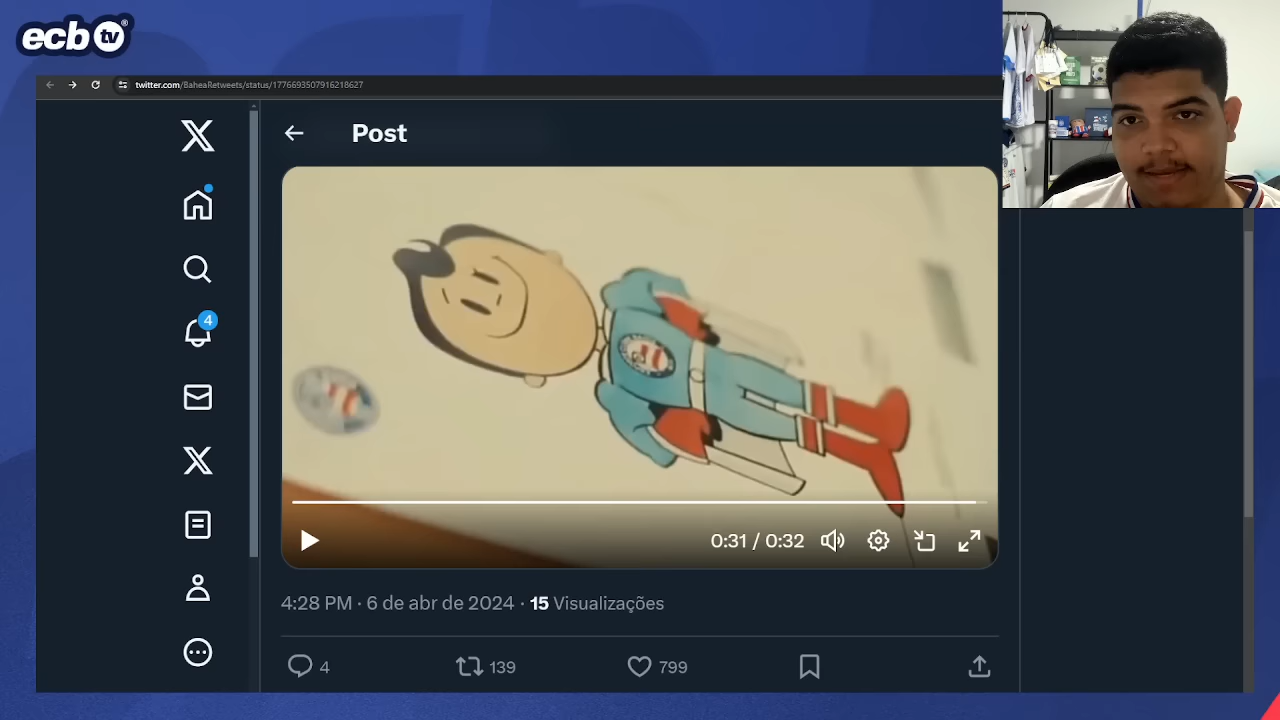 ecb tv®
twitter.com/BaheaRetweets/status/1776693507916218627
Post
4
0:31 / 0:32
4:28 PM · 6 de abr de 2024 · 15 Visualizações
4 139 799